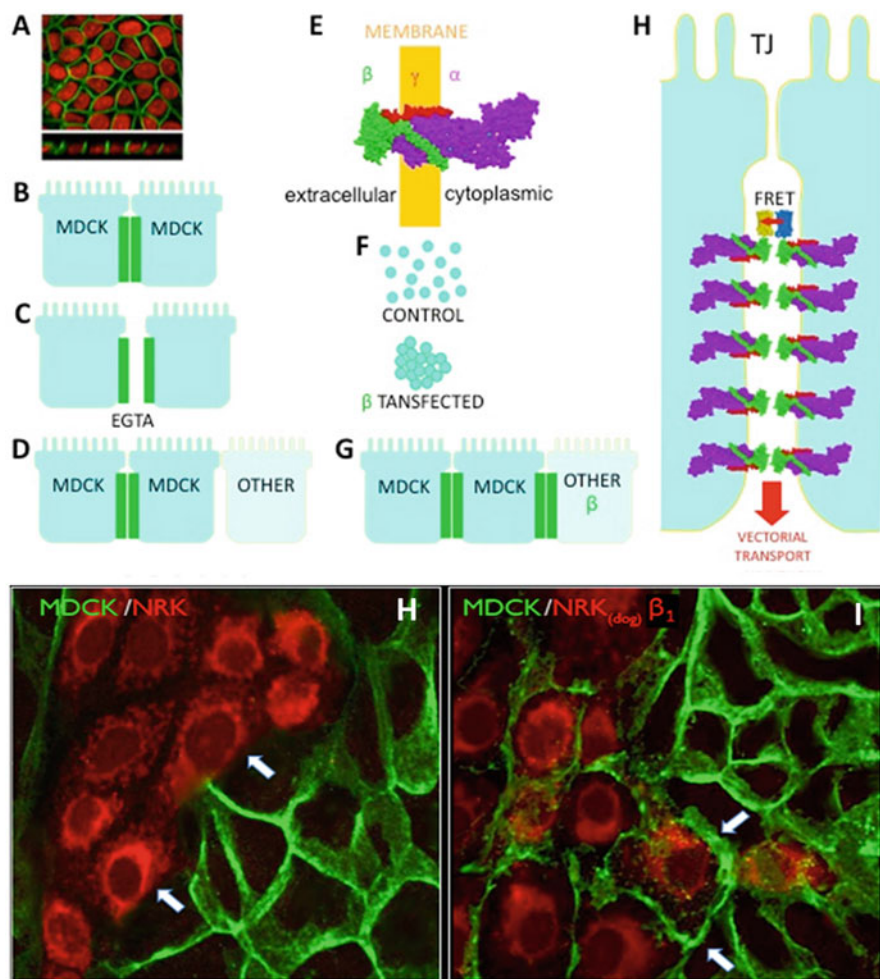 A
B
MDCK MDCK
C
EGTA
D
MDCK MDCK OTHER
E
MEMBRANE
β γ α
extracellular cytoplasmic
F
CONTROL
β TANSFECTED
G
MDCK MDCK OTHER
β
H
TJ
FRET
VECTORIAL
TRANSPORT
MDCK/NRK H
MDCK/NRK(dog) β1 I